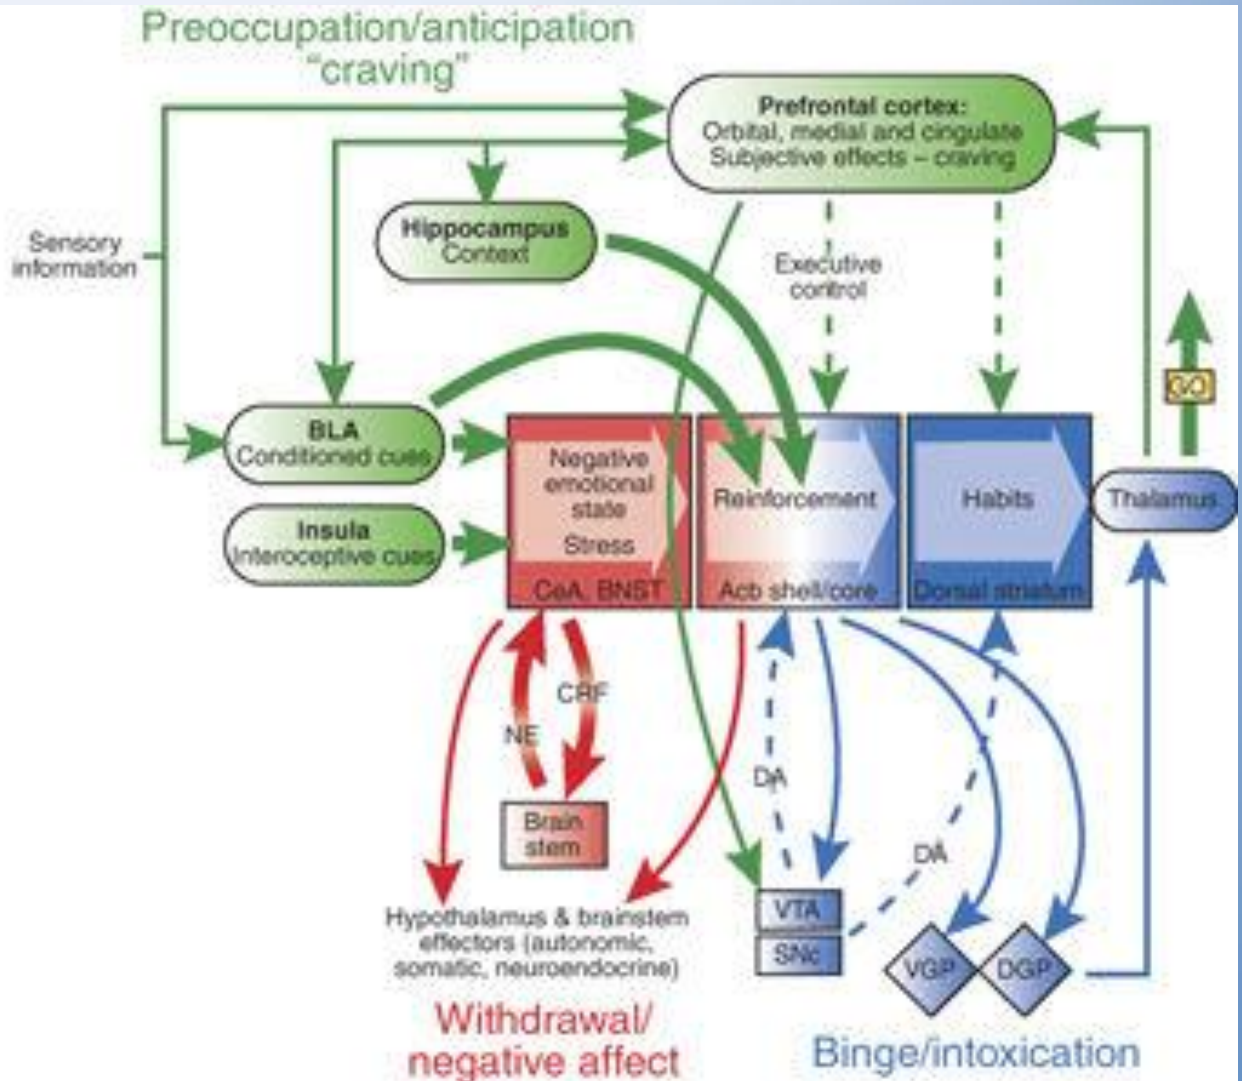 Preoccupation/anticipation
“craving”
Prefrontal cortex:
Orbital, medial and cingulate
Subjective effects – craving
Hippocampus
Context
Sensory
information
Executive
control
GO
BLA
Conditioned cues
Insula
Interoceptive cues
Negative
emotional
state
Stress
CeA, BNST
Reinforcement
Acb shell/core
Habits
Dorsal striatum
Thalamus
CRF
NE
DA
DA
Brain
stem
Hypothalamus & brainstem
effectors (autonomic,
somatic, neuroendocrine)
VTA
SNc
VGP
DGP
Withdrawal/
negative affect
Binge/intoxication